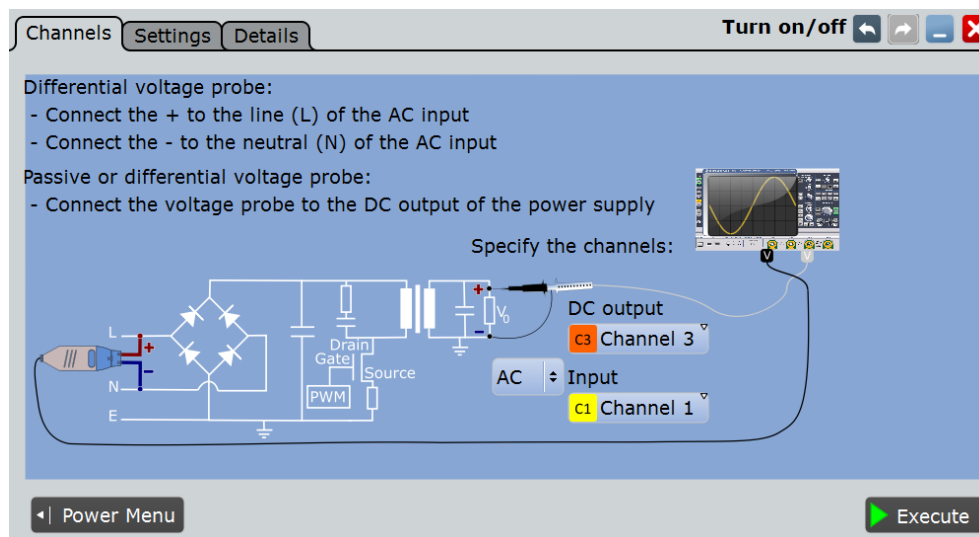 Channels Settings Details Turn on/off
Differential voltage probe:
- Connect the + to the line (L) of the AC input
- Connect the - to the neutral (N) of the AC input
Passive or differential voltage probe:
- Connect the voltage probe to the DC output of the power supply
Specify the channels:
V V
+
V0
-
DC output
C3 Channel 3
L
+
Drain
Gate
Source
AC Input
-
N
PWM
C1 Channel 1
E
Power Menu Execute